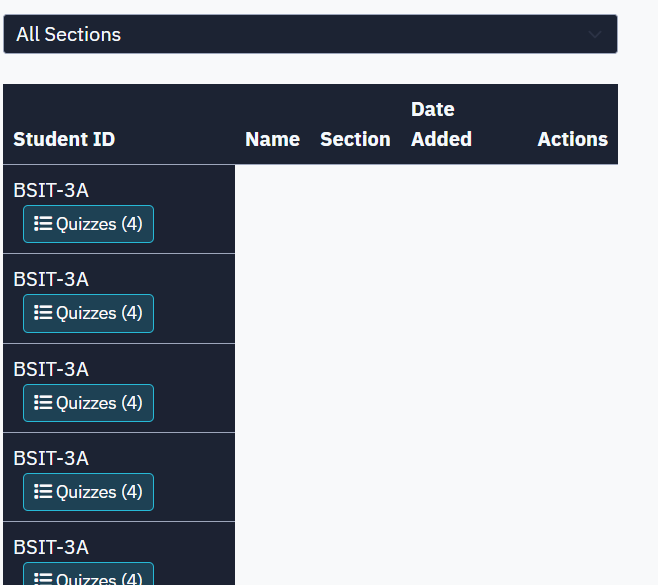 All Sections
Date
Student ID Name Section Added Actions
BSIT-3A
Quizzes (4)
BSIT-3A
Quizzes (4)
BSIT-3A
Quizzes (4)
BSIT-3A
Quizzes (4)
BSIT-3A
Quizzes (4)